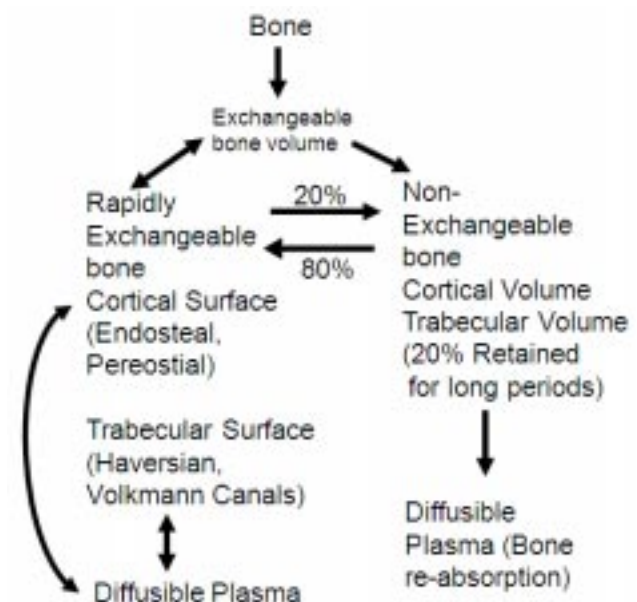 Bone
Exchangeable
bone volume
Rapidly
Exchangeable
bone
Cortical Surface
(Endosteal,
Pereostial)
20%
80%
Non-
Exchangeable
bone
Cortical Volume
Trabecular Volume
(20% Retained
for long periods)
Trabecular Surface
(Haversian,
Volkmann Canals)
Diffusible Plasma
Diffusible
Plasma (Bone
re-absorption)